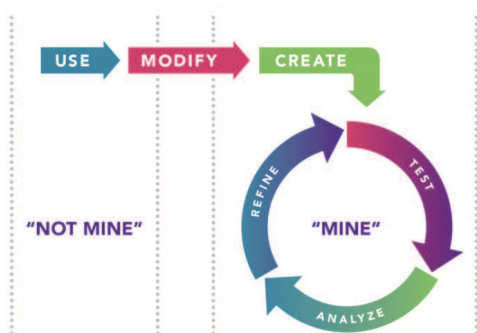 USE
MODIFY
CREATE
TEST
REFINE
"NOT MINE"
"MINE"
ANALYZE